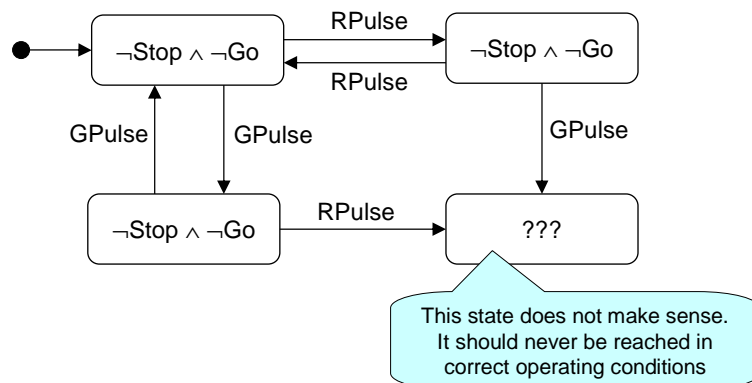 RPulse
¬Stop ∧ ¬Go
¬Stop ∧ ¬Go
RPulse
GPulse
GPulse
GPulse
¬Stop ∧ ¬Go
RPulse
???
This state does not make sense.
It should never be reached in
correct operating conditions